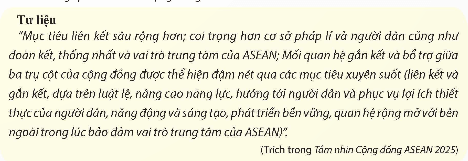 Tư liệu
"Mục tiêu liên kết sâu rộng hơn; coi trọng hơn cơ sở pháp lí và người dân cũng như
đoàn kết, thống nhất và vai trò trung tâm của ASEAN; Mối quan hệ gắn kết và bổ trợ giữa
ba trụ cột của cộng đồng được thể hiện đậm nét qua các mục tiêu xuyên suốt (liên kết và
gắn kết, dựa trên luật lệ, nâng cao năng lực, hướng tới người dân và phục vụ lợi ích thiết
thực của người dân, năng động và sáng tạo, phát triển bền vững, quan hệ rộng mở với bên
ngoài trong lúc bảo đảm vai trò trung tâm của ASEAN)".
(Trích trong Tầm nhìn Cộng đồng ASEAN 2025)